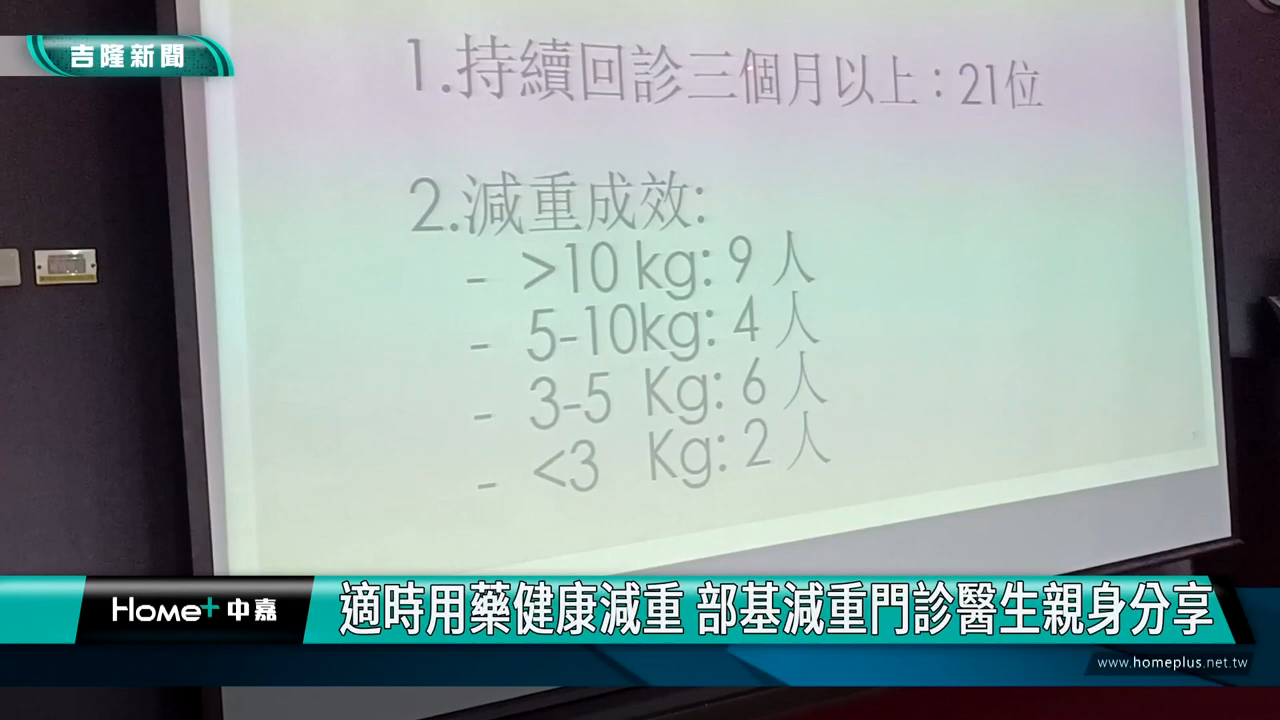 吉隆新聞
1.持續回診三個月以上：21位
2.減重成效:
- >10 kg: 9 人
- 5-10kg: 4 人
- 3-5 Kg: 6 人
- <3 Kg: 2 人
Home+中嘉
適時用藥健康減重 部基減重門診醫生親身分享
www.homeplus.net.tw